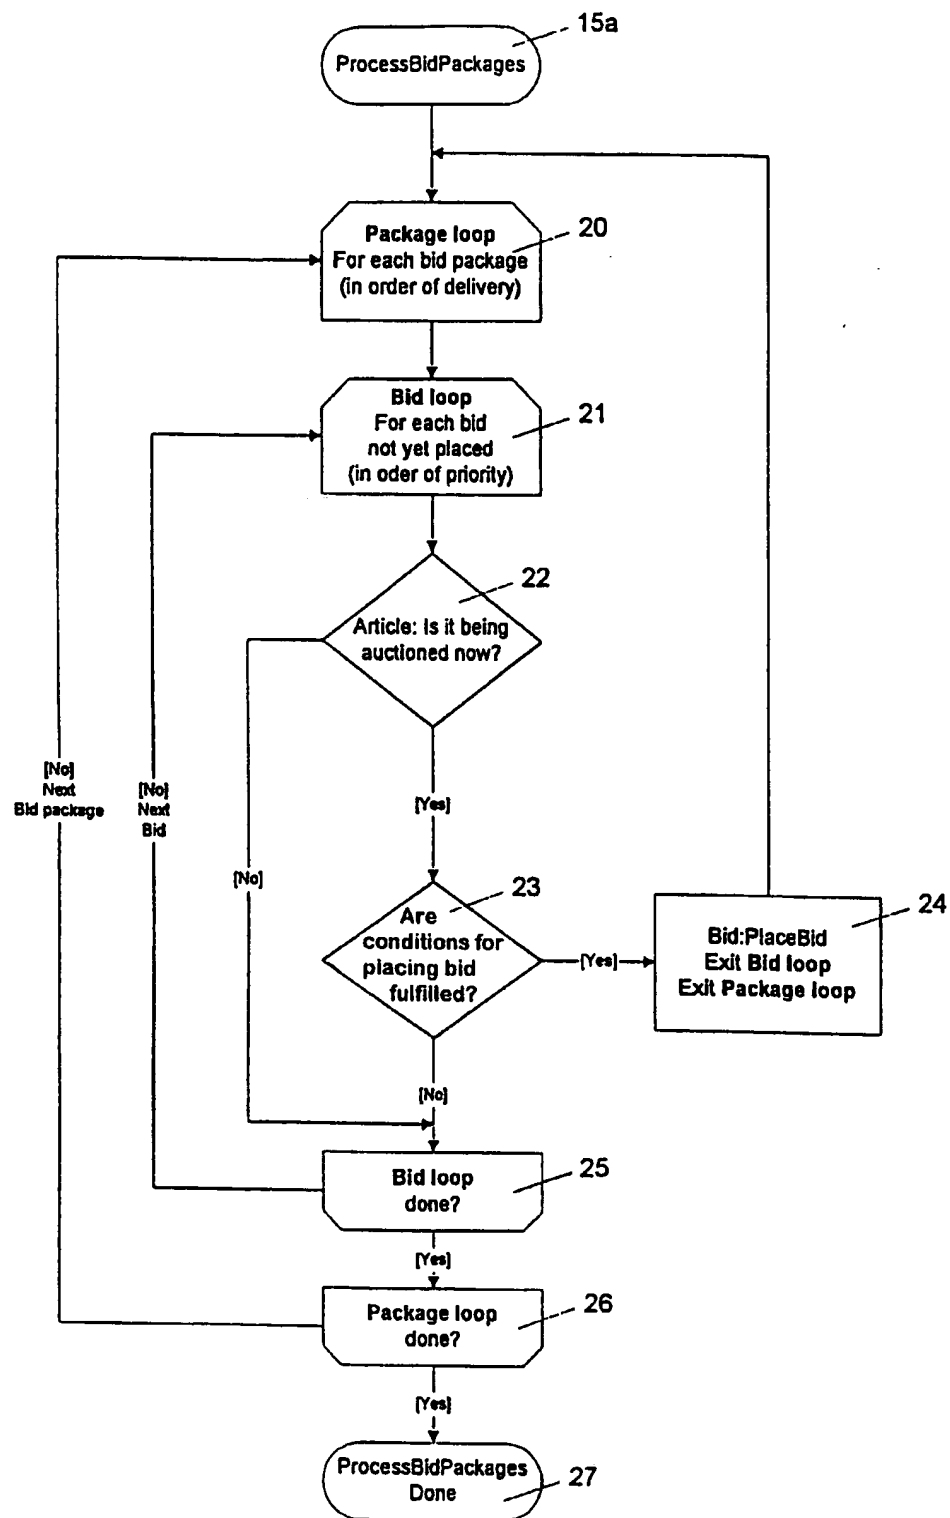 15a
ProcessBidPackages
20
Package loop
For each bid package
(in order of delivery)
21
Bid loop
For each bid
not yet placed
(in oder of priority)
22
Article: Is it being
auctioned now?
[No]
Next
Bid package
[No]
Next
Bid
[Yes]
[No]
23
Are
conditions for
placing bid
fulfilled?
[Yes]
24
Bid:PlaceBid
Exit Bid loop
Exit Package loop
[No]
25
Bid loop
done?
[Yes]
26
Package loop
done?
[Yes]
ProcessBidPackages
Done
27